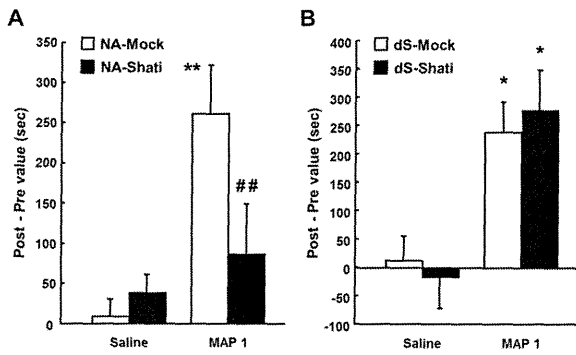 A
NA-Mock
NA-Shati
Post - Pre value (sec)
350
300
250
200
150
100
50
0
**
##
Saline
MAP 1
B
dS-Mock
dS-Shati
Post - Pre value (sec)
400
350
300
250
200
150
100
50
0
-50
-100
*
*
Saline
MAP 1